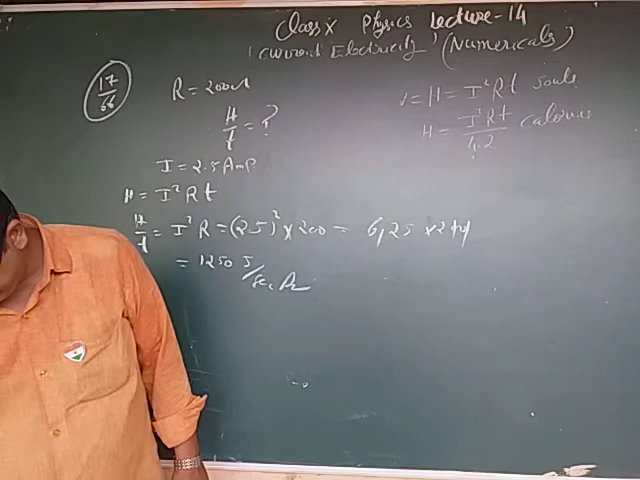 Class X Physics Lecture-14
(Current Electricity) (Numericals)
17/66
R = 200Ω
H/t = ?
I = 2.5 Amp
H = I²Rt
H/t = I²R = (2.5)² × 200 = 6.25 × 200
= 1250 J/sec
H = I²Rt Jouls
H = I²Rt/4.2 calories